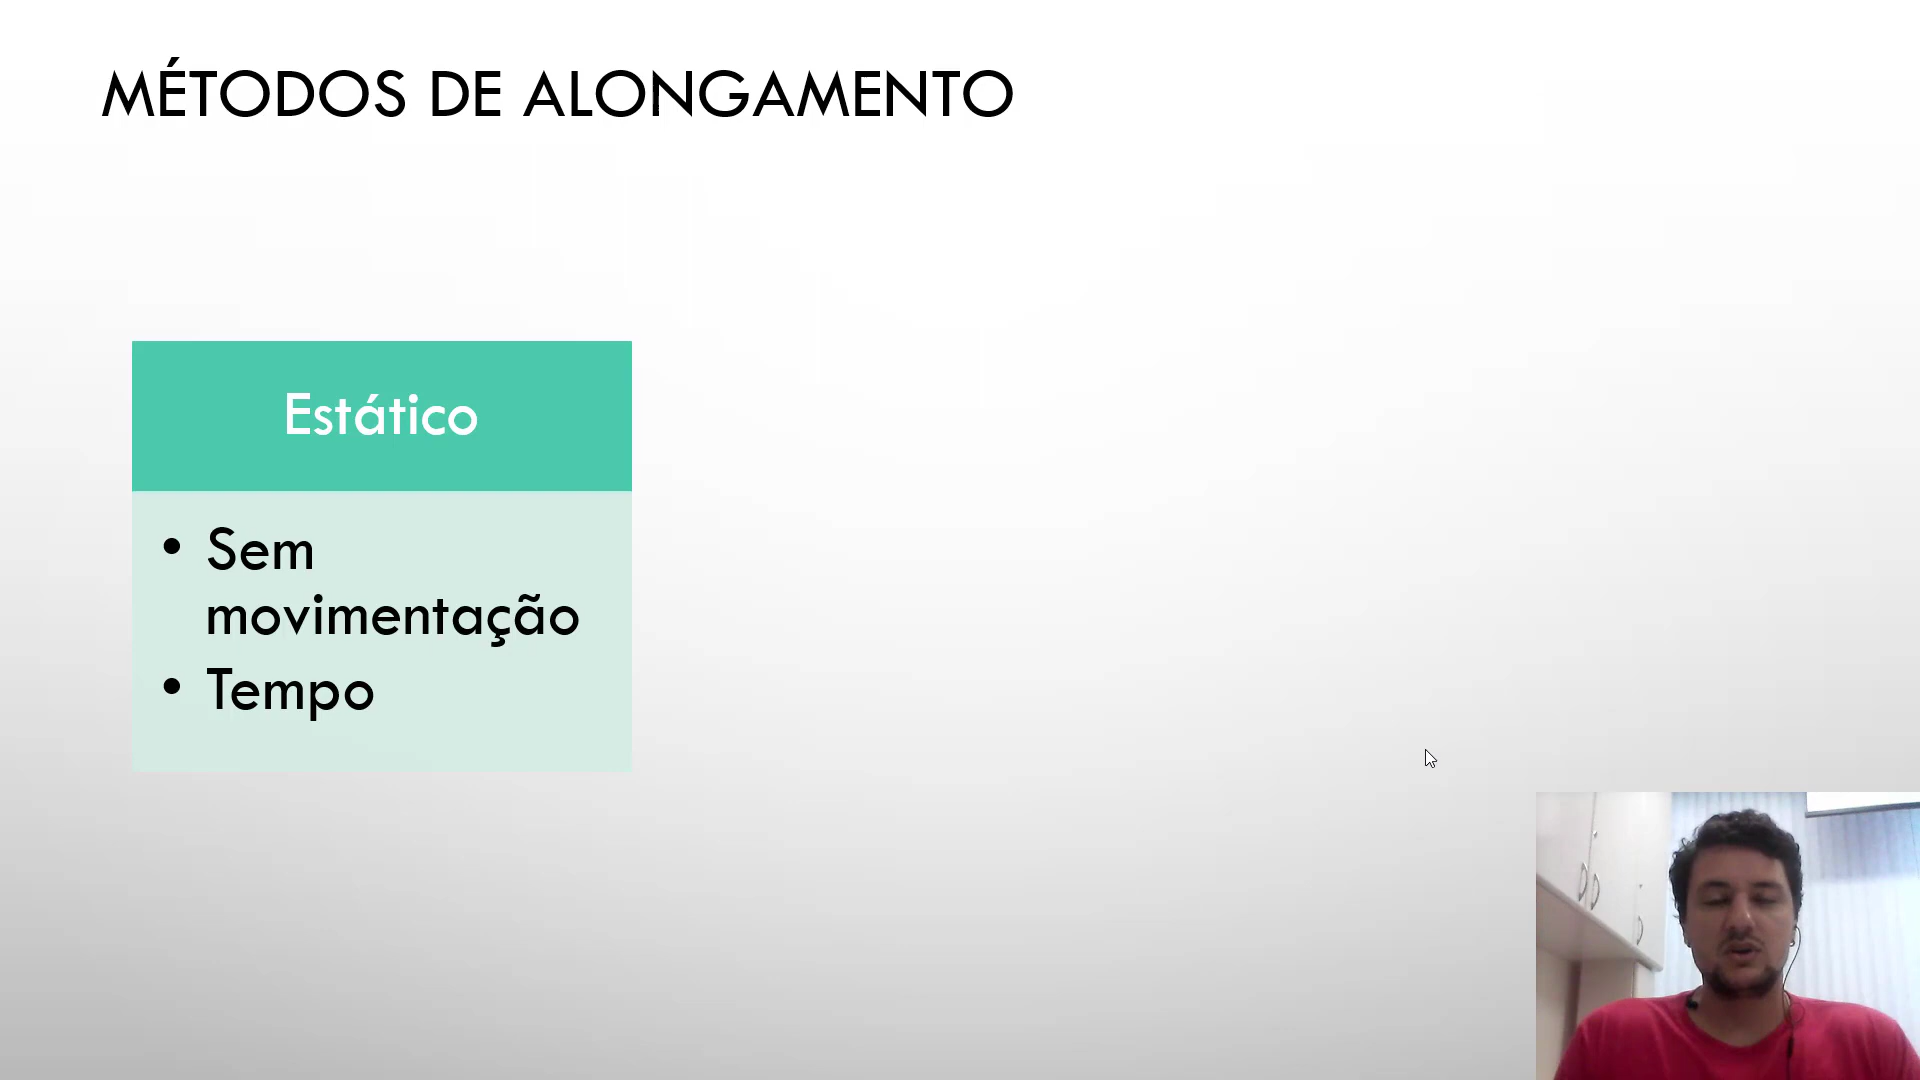 MÉTODOS DE ALONGAMENTO
Estático
• Sem
movimentação
• Tempo